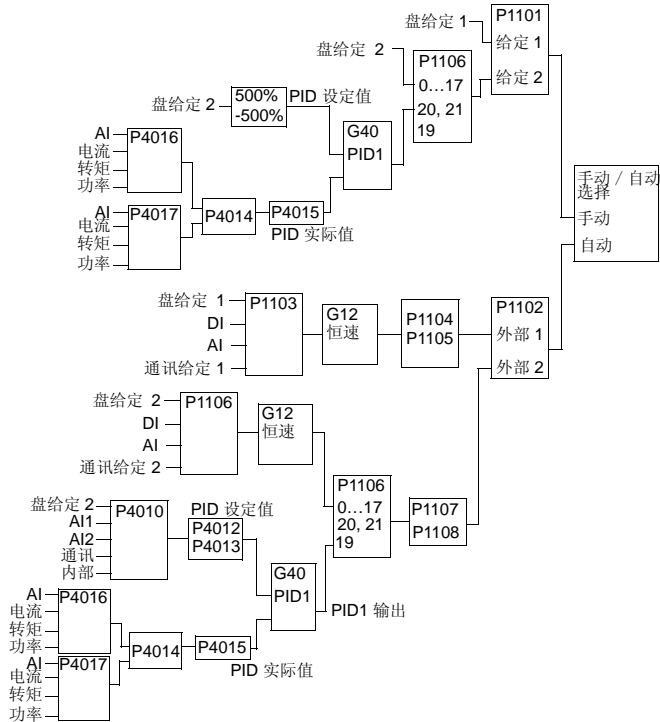 盘给定 1
P1101
给定 1
给定 2
盘给定 2
P1106
0…17
20, 21
19
盘给定 2
500%
-500%
PID 设定值
G40
PID1
AI
电流
转矩
功率
P4016
AI
电流
转矩
功率
P4017
P4014
P4015
PID 实际值
手动 / 自动
选择
手动
自动
盘给定 1
DI
AI
通讯给定 1
P1103
G12
恒速
P1104
P1105
P1102
外部 1
外部 2
盘给定 2
DI
AI
通讯给定 2
P1106
G12
恒速
P1106
0…17
20, 21
19
P1107
P1108
盘给定 2
AI1
AI2
通讯
内部
P4010
PID 设定值
P4012
P4013
G40
PID1
PID1 输出
AI
电流
转矩
功率
P4016
AI
电流
转矩
功率
P4017
P4014
P4015
PID 实际值